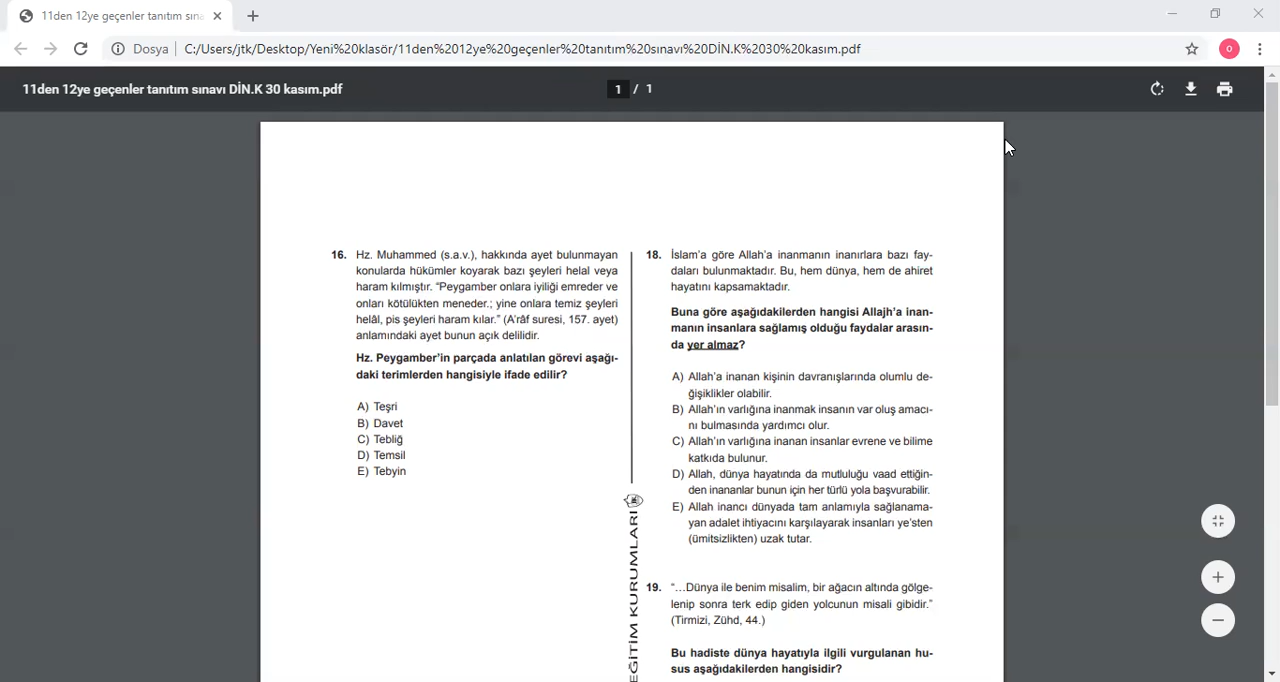 11den 12ye geçenler tanıtım sına
Dosya
C:/Users/jtk/Desktop/Yeni%20klasör/11den%2012ye%20geçenler%20tanıtım%20sınavı%20DİN.K%2030%20kasım.pdf
O
11den 12ye geçenler tanıtım sınavı DİN.K 30 kasım.pdf
1 / 1
16. Hz. Muhammed (s.a.v.), hakkında ayet bulunmayan
konularda hükümler koyarak bazı şeyleri helal veya
haram kılmıştır. “Peygamber onlara iyiliği emreder ve
onları kötülükten meneder.; yine onlara temiz şeyleri
helâl, pis şeyleri haram kılar.” (A’râf suresi, 157. ayet)
anlamındaki ayet bunun açık delilidir.
Hz. Peygamber’in parçada anlatılan görevi aşağı-
daki terimlerden hangisiyle ifade edilir?
A) Teşri
B) Davet
C) Tebliğ
D) Temsil
E) Tebyin
EĞİTİM KURUMLARI
18. İslam’a göre Allah’a inanmanın inanırlara bazı fay-
daları bulunmaktadır. Bu, hem dünya, hem de ahiret
hayatını kapsamaktadır.
Buna göre aşağıdakilerden hangisi Allajh’a inan-
manın insanlara sağlamış olduğu faydalar arasın-
da yer almaz?
A) Allah’a inanan kişinin davranışlarında olumlu de-
ğişiklikler olabilir.
B) Allah’ın varlığına inanmak insanın var oluş amacı-
nı bulmasında yardımcı olur.
C) Allah’ın varlığına inanan insanlar evrene ve bilime
katkıda bulunur.
D) Allah, dünya hayatında da mutluluğu vaad ettiğin-
den inananlar bunun için her türlü yola başvurabilir.
E) Allah inancı dünyada tam anlamıyla sağlanama-
yan adalet ihtiyacını karşılayarak insanları ye’sten
(ümitsizlikten) uzak tutar.
19. “…Dünya ile benim misalim, bir ağacın altında gölge-
lenip sonra terk edip giden yolcunun misali gibidir.”
(Tirmizi, Zühd, 44.)
Bu hadiste dünya hayatıyla ilgili vurgulanan hu-
sus aşağıdakilerden hangisidir?